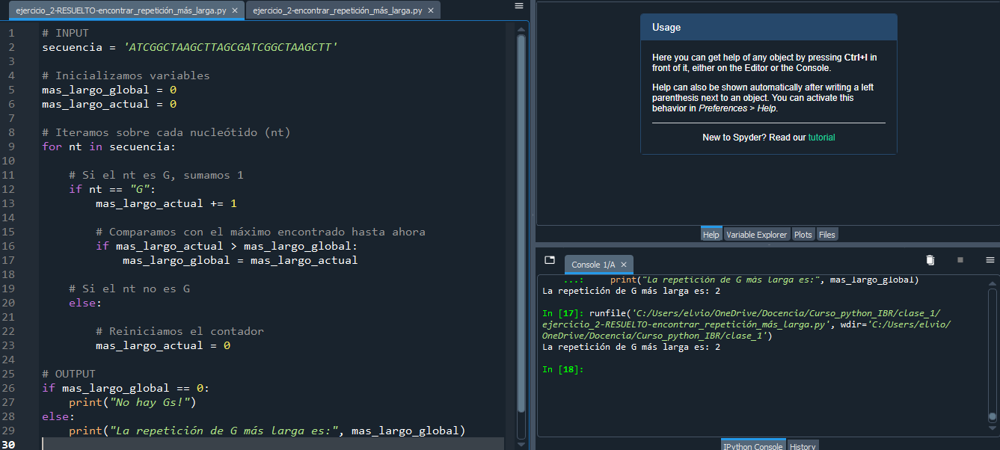 ejercicio_2-RESUELTO-encontrar_repetición_más_larga.py
ejercicio_2-encontrar_repetición_más_larga.py
1 # INPUT
2 secuencia = 'ATCGGCTAAGCTTAGCGATCGGCTAAGCTT'
3
4 # Inicializamos variables
5 mas_largo_global = 0
6 mas_largo_actual = 0
7
8 # Iteramos sobre cada nucleótido (nt)
9 for nt in secuencia:
10
11     # Si el nt es G, sumamos 1
12     if nt == "G":
13         mas_largo_actual += 1
14
15         # Comparamos con el máximo encontrado hasta ahora
16         if mas_largo_actual > mas_largo_global:
17             mas_largo_global = mas_largo_actual
18
19     # Si el nt no es G
20     else:
21
22         # Reiniciamos el contador
23         mas_largo_actual = 0
24
25 # OUTPUT
26 if mas_largo_global == 0:
27     print("No hay Gs!")
28 else:
29     print("La repetición de G más larga es:", mas_largo_global)
30
Usage
Here you can get help of any object by pressing Ctrl+I in
front of it, either on the Editor or the Console.
Help can also be shown automatically after writing a left
parenthesis next to an object. You can activate this
behavior in Preferences > Help.
New to Spyder? Read our tutorial
Help Variable Explorer Plots Files
Console 1/A
...:     print("La repetición de G más larga es:", mas_largo_global)
La repetición de G más larga es: 2
In [17]: runfile('C:/Users/elvio/OneDrive/Docencia/Curso_python_IBR/clase_1/
ejercicio_2-RESUELTO-encontrar_repetición_más_larga.py', wdir='C:/Users/elvio/
OneDrive/Docencia/Curso_python_IBR/clase_1')
La repetición de G más larga es: 2
In [18]:
IPython Console History